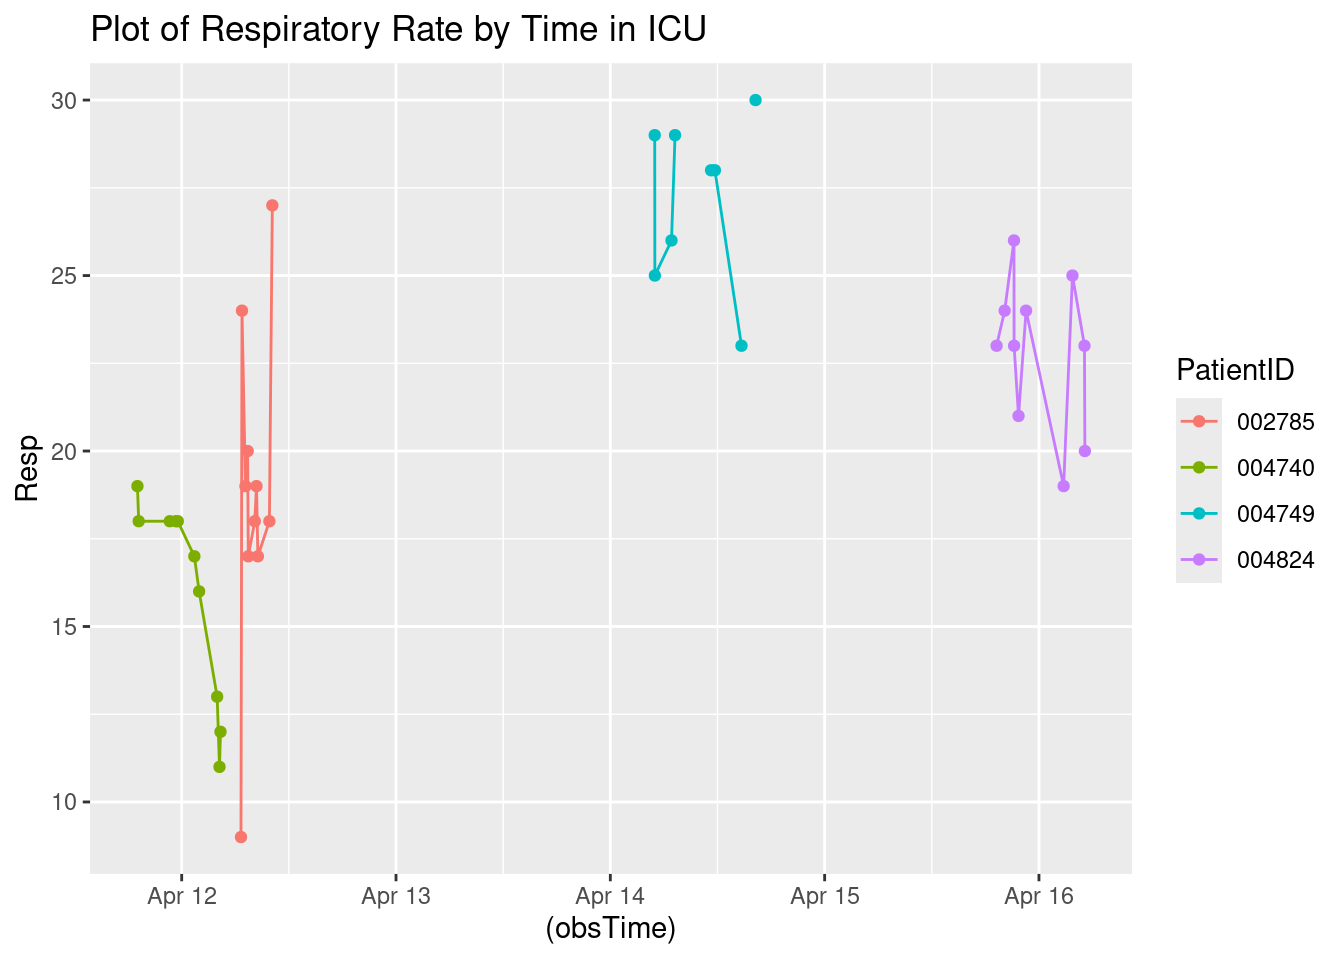 Plot of Respiratory Rate by Time in ICU
30
25
20
15
10
Resp
Apr 12 Apr 13 Apr 14 Apr 15 Apr 16
(obsTime)
PatientID
002785
004740
004749
004824